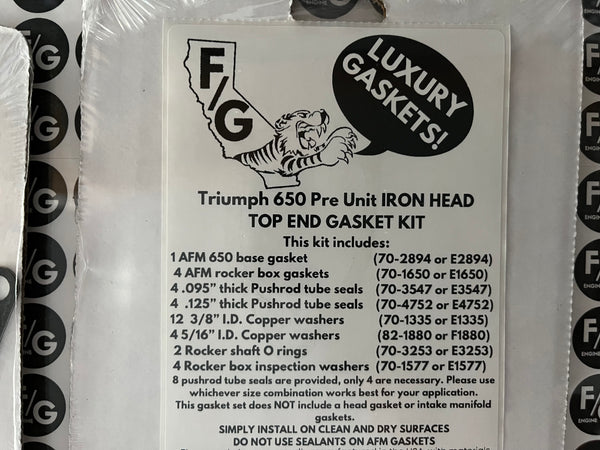 F/G
LUXURY
GASKETS!
Triumph 650 Pre Unit IRON HEAD
TOP END GASKET KIT
This kit includes:
1 AFM 650 base gasket (70-2894 or E2894)
4 AFM rocker box gaskets (70-1650 or E1650)
4 .095” thick Pushrod tube seals (70-3547 or E3547)
4 .125” thick Pushrod tube seals (70-4752 or E4752)
12 3/8” I.D. Copper washers (70-1335 or E1335)
4 5/16” I.D. Copper washers (82-1880 or F1880)
2 Rocker shaft O rings (70-3253 or E3253)
4 Rocker box inspection washers (70-1577 or E1577)
8 pushrod tube seals are provided, only 4 are necessary. Please use
whichever size combination works best for your application.
This gasket set does NOT include a head gasket or intake manifold
gaskets.
SIMPLY INSTALL ON CLEAN AND DRY SURFACES
DO NOT USE SEALANTS ON AFM GASKETS
F/G
F/G
F/G
F/G
F/G
F/G
ENGINE
ENGINE
ENGINE
ENGINE